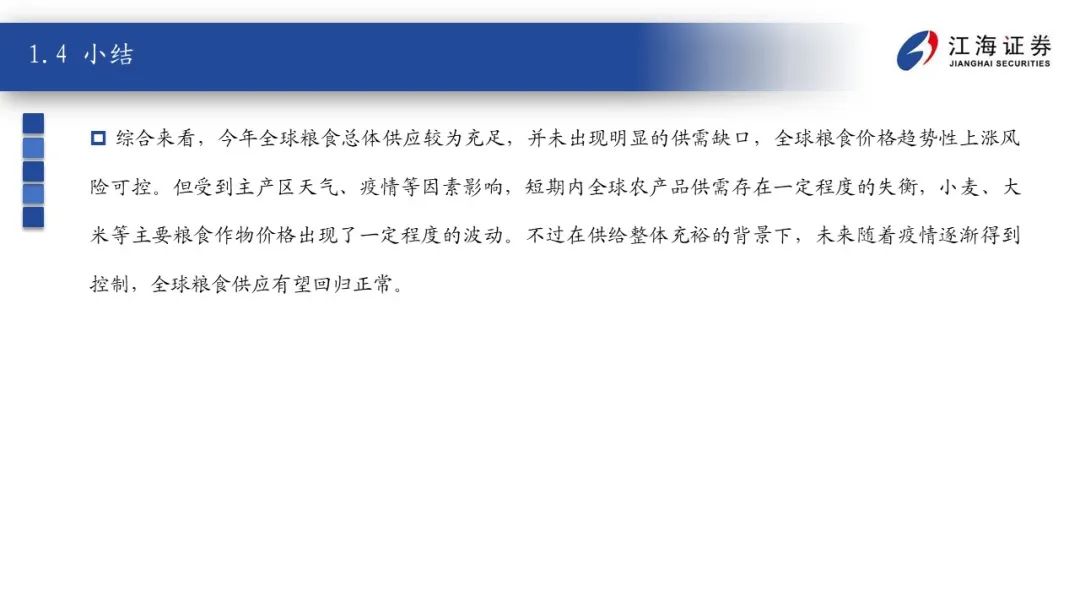 1.4 小结
江海证券
JIANGHAI SECURITIES
综合来看，今年全球粮食总体供应较为充足，并未出现明显的供需缺口，全球粮食价格趋势性上涨风
险可控。但受到主产区天气、疫情等因素影响，短期内全球农产品供需存在一定程度的失衡，小麦、大
米等主要粮食作物价格出现了一定程度的波动。不过在供给整体充裕的背景下，未来随着疫情逐渐得到
控制，全球粮食供应有望回归正常。